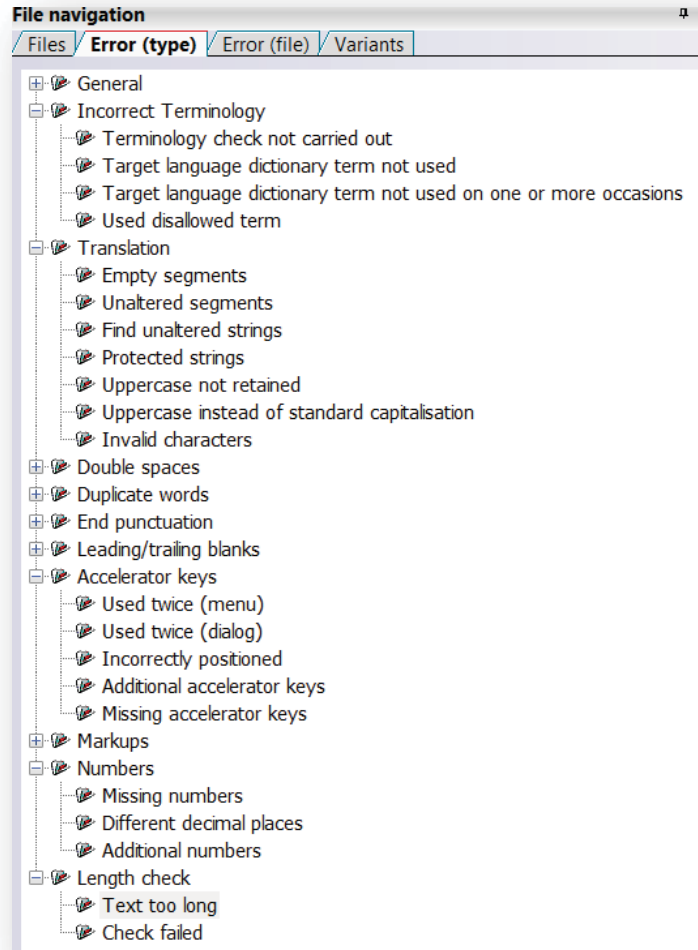 File navigation
Files Error (type) Error (file) Variants
General
Incorrect Terminology
Terminology check not carried out
Target language dictionary term not used
Target language dictionary term not used on one or more occasions
Used disallowed term
Translation
Empty segments
Unaltered segments
Find unaltered strings
Protected strings
Uppercase not retained
Uppercase instead of standard capitalisation
Invalid characters
Double spaces
Duplicate words
End punctuation
Leading/trailing blanks
Accelerator keys
Used twice (menu)
Used twice (dialog)
Incorrectly positioned
Additional accelerator keys
Missing accelerator keys
Markups
Numbers
Missing numbers
Different decimal places
Additional numbers
Length check
Text too long
Check failed